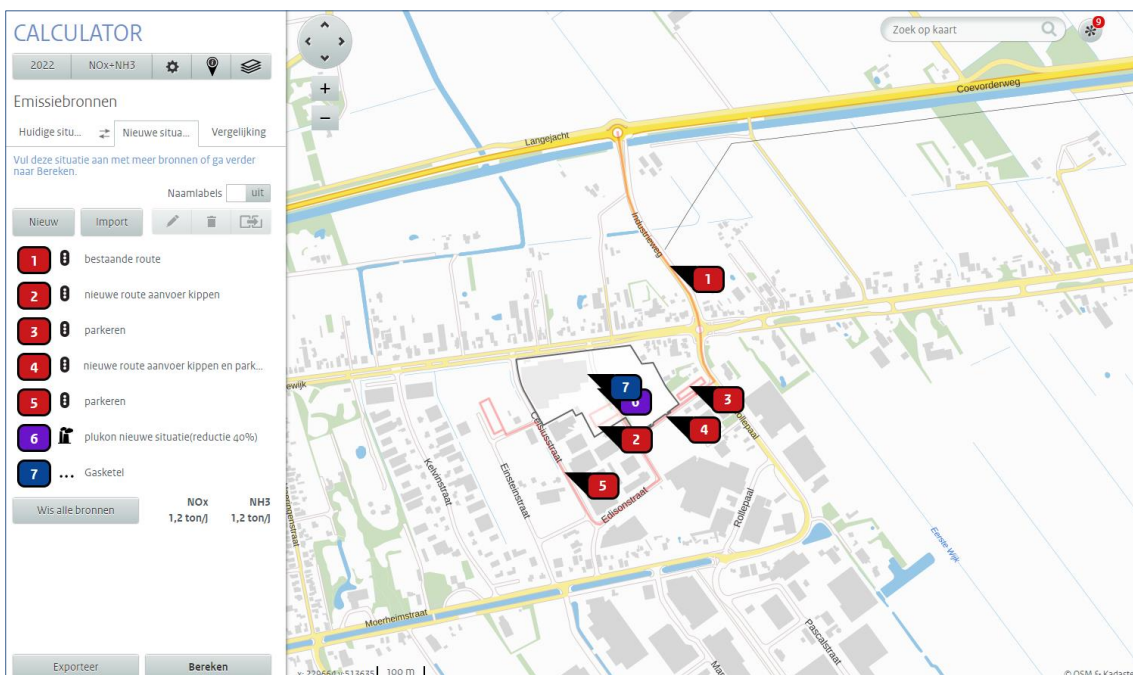 CALCULATOR
2022 NOx+NH3
Emissiebronnen
Huidige situ... Nieuwe situa... Vergelijking
Vul deze situatie aan met meer bronnen of ga verder
naar Bereken.
Naamlabels uit
Nieuw Import
1 bestaande route
2 nieuwe route aanvoer kippen
3 parkeren
4 nieuwe route aanvoer kippen en park...
5 parkeren
6 plukon nieuwe situatie(reductie 40%)
7 ... Gasketel
Wis alle bronnen
NOx NH3
1,2 ton/j 1,2 ton/j
Exporteer Bereken
+
−
Zoek op kaart
9
Coevorderweg
Langejacht
Industrieweg
1
ewijk
7
6
3
4
2
5
Rollepaal
Celsiusstraat
Einsteinstraat
Kelvinstraat
Edisonstraat
Rollepaal
Eerste Wijk
Moerheimstraat
Pascalstraat
100 m
© OSM & Kadaster